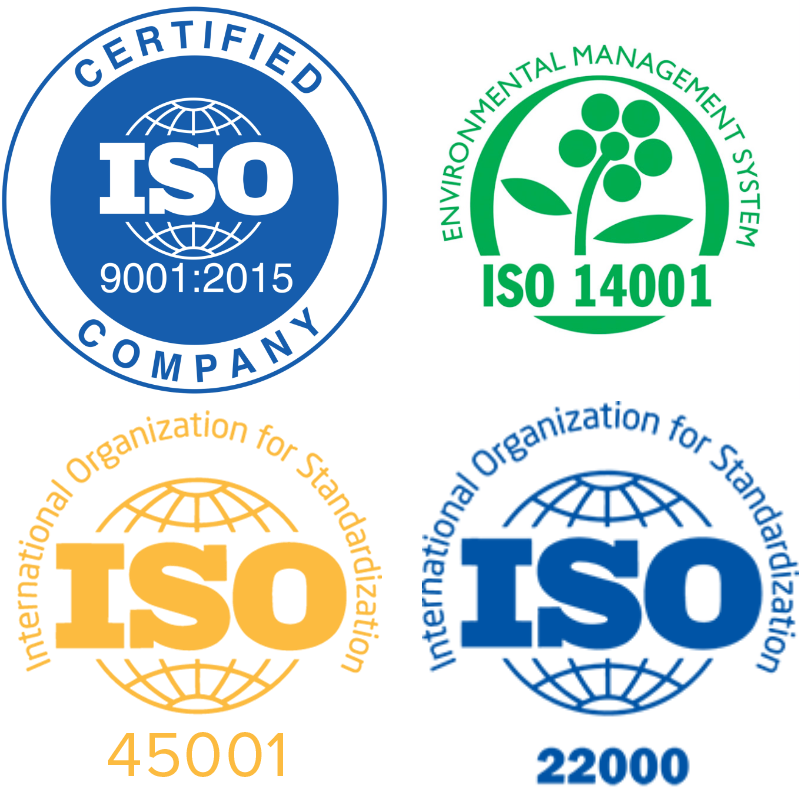 CERTIFIED
ISO
9001:2015
COMPANY
ENVIRONMENTAL MANAGEMENT SYSTEM
ISO 14001
International Organization for Standardization
ISO
45001
International Organization for Standardization
ISO
22000